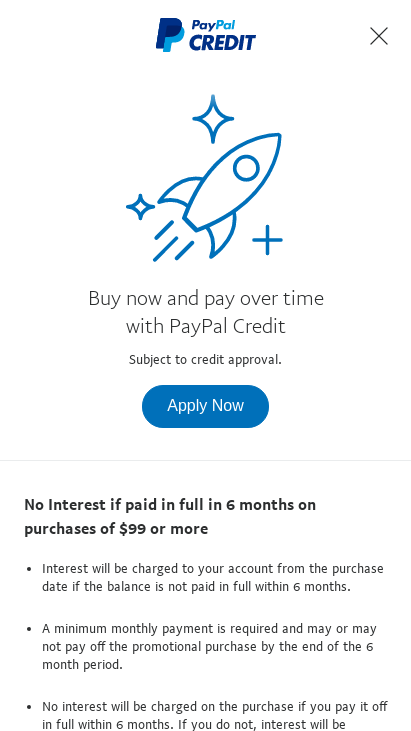 PayPal
CREDIT
Buy now and pay over time
with PayPal Credit
Subject to credit approval.
Apply Now
No Interest if paid in full in 6 months on
purchases of $99 or more
• Interest will be charged to your account from the purchase
date if the balance is not paid in full within 6 months.
• A minimum monthly payment is required and may or may
not pay off the promotional purchase by the end of the 6
month period.
• No interest will be charged on the purchase if you pay it off
in full within 6 months. If you do not, interest will be